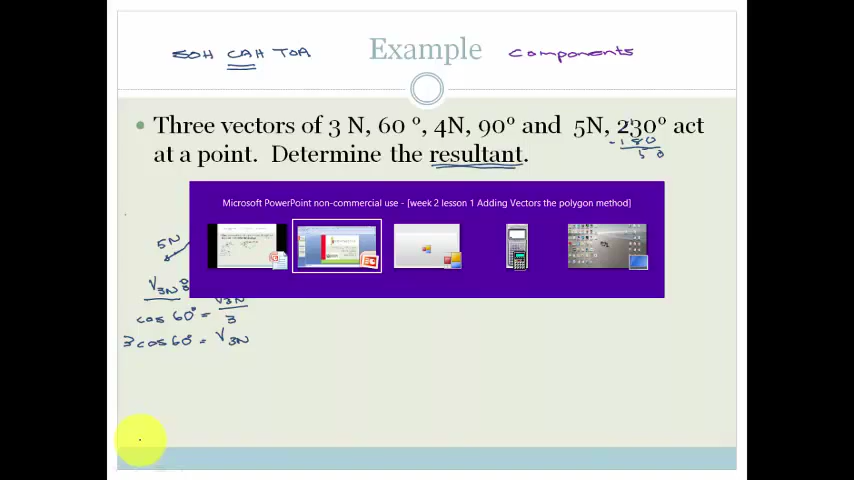 SOH CAH TOA Example Components
• Three vectors of 3 N, 60 °, 4N, 90° and 5N, 230° act
-180
50
at a point. Determine the resultant.
Microsoft PowerPoint non-commercial use - [week 2 lesson 1 Adding Vectors the polygon method]
5N
V3N
cos 60° = V3N
3
3 cos 60° = V3N